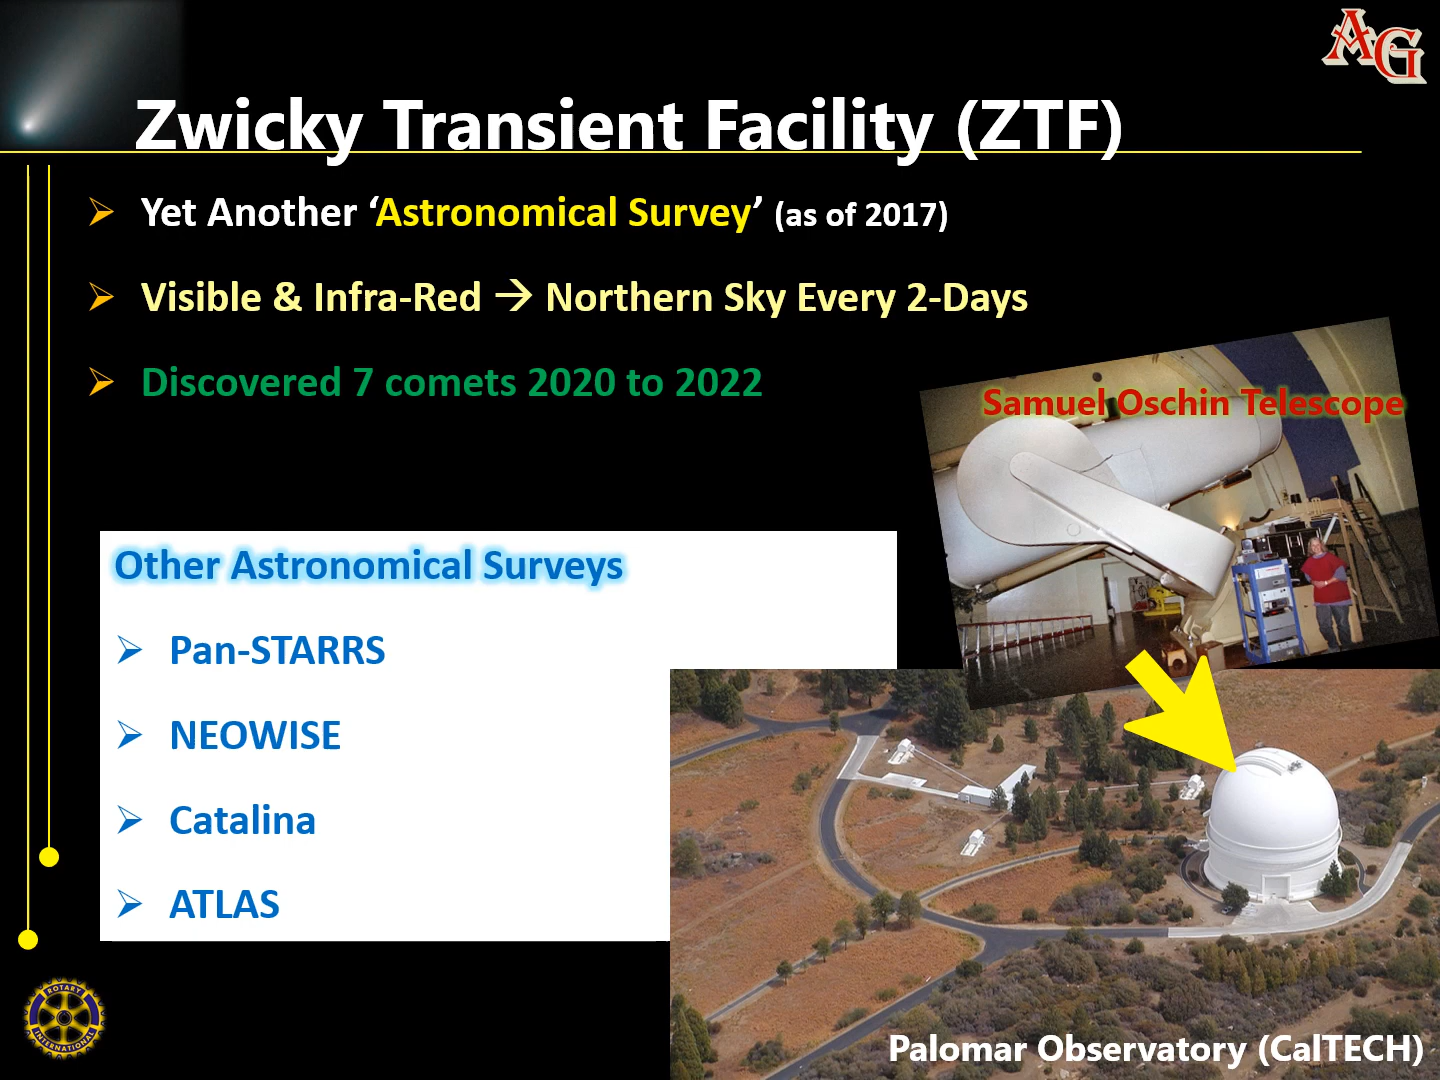 AG
Zwicky Transient Facility (ZTF)
Yet Another ‘Astronomical Survey’ (as of 2017)
Visible & Infra-Red → Northern Sky Every 2-Days
Discovered 7 comets 2020 to 2022
Samuel Oschin Telescope
Other Astronomical Surveys
Pan-STARRS
NEOWISE
Catalina
ATLAS
ROTARY
INTERNATIONAL
Palomar Observatory (CalTECH)